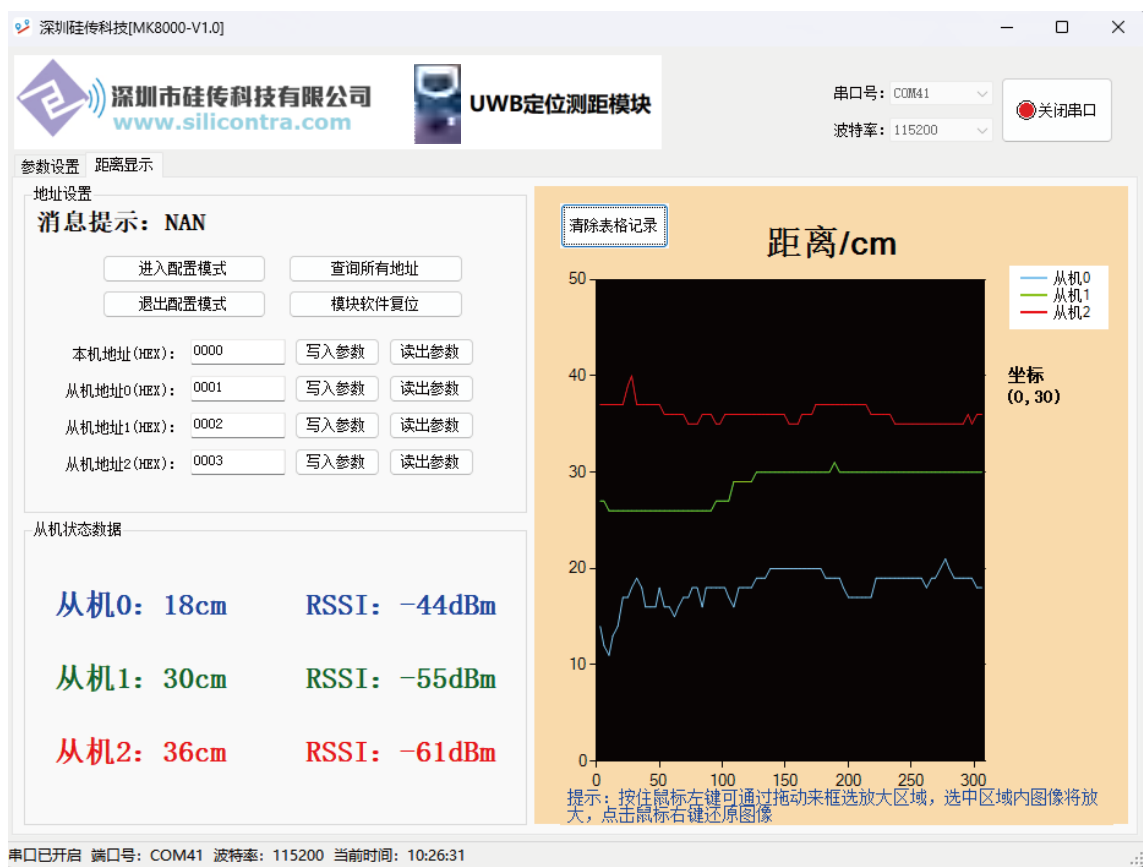 深圳硅传科技[MK8000-V1.0]
深圳市硅传科技有限公司
www.silicontra.com
UWB定位测距模块
串口号： COM41
波特率： 115200
关闭串口
参数设置 距离显示
地址设置
消息提示：NAN
进入配置模式 查询所有地址
退出配置模式 模块软件复位
本机地址(HEX)： 0000 写入参数 读出参数
从机地址0(HEX)： 0001 写入参数 读出参数
从机地址1(HEX)： 0002 写入参数 读出参数
从机地址2(HEX)： 0003 写入参数 读出参数
从机状态数据
从机0：18cm RSSI：-44dBm
从机1：30cm RSSI：-55dBm
从机2：36cm RSSI：-61dBm
清除表格记录
距离/cm
50
40
30
20
10
0
0 50 100 150 200 250 300
从机0
从机1
从机2
坐标
(0,30)
提示：按住鼠标左键可通过拖动来框选放大区域，选中区域内图像将放
大，点击鼠标右键还原图像
串口已开启 端口号：COM41 波特率：115200 当前时间：10:26:31